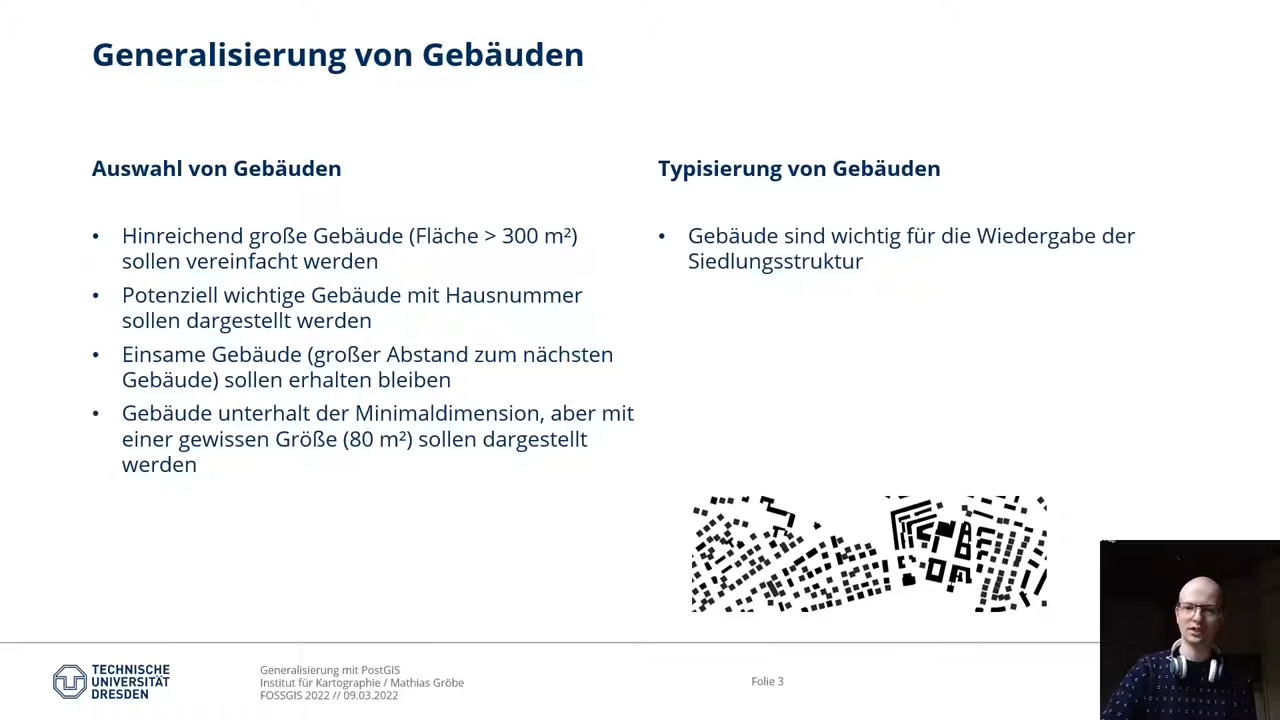 Generalisierung von Gebäuden
Auswahl von Gebäuden
• Hinreichend große Gebäude (Fläche > 300 m²)
sollen vereinfacht werden
• Potenziell wichtige Gebäude mit Hausnummer
sollen dargestellt werden
• Einsame Gebäude (großer Abstand zum nächsten
Gebäude) sollen erhalten bleiben
• Gebäude unterhalt der Minimaldimension, aber mit
einer gewissen Größe (80 m²) sollen dargestellt
werden
Typisierung von Gebäuden
• Gebäude sind wichtig für die Wiedergabe der
Siedlungsstruktur
TECHNISCHE
UNIVERSITÄT
DRESDEN
Generalisierung mit PostGIS
Institut für Kartographie / Mathias Gröbe
FOSSGIS 2022 // 09.03.2022
Folie 3